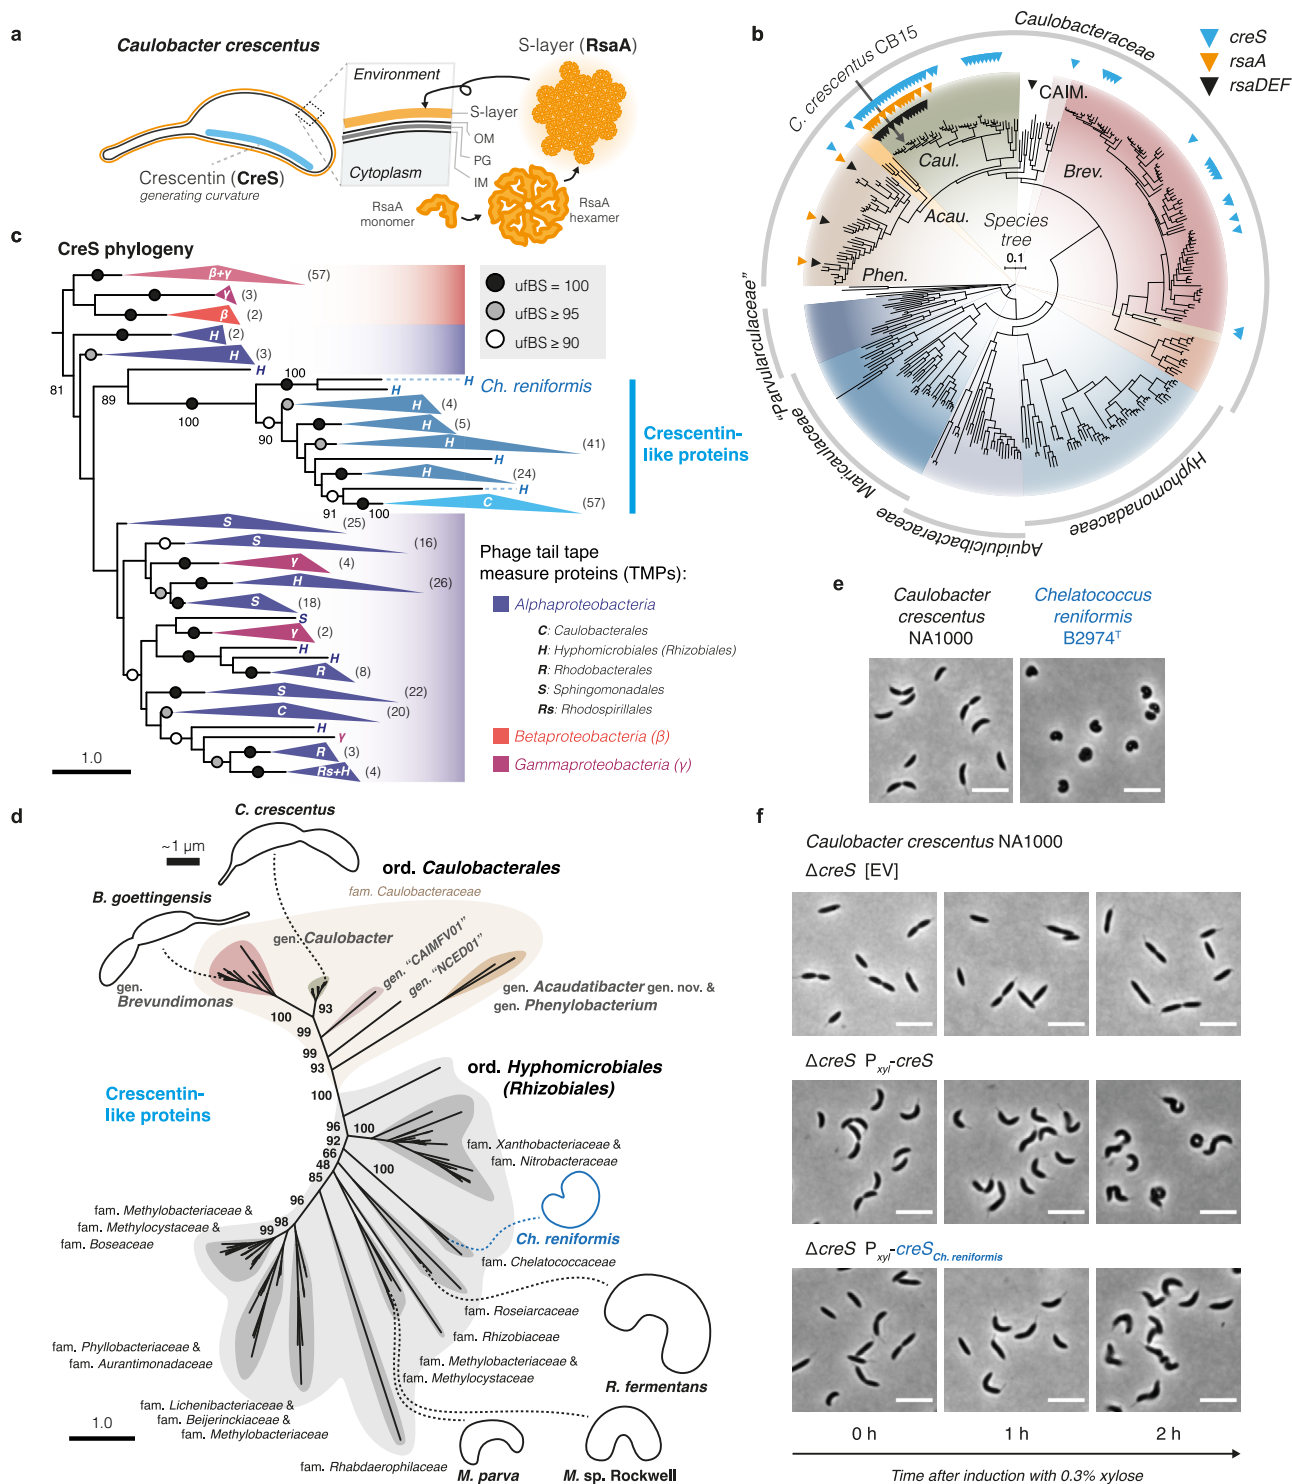 a
Caulobacter crescentus
S-layer (RsaA)
Environment
S-layer
OM
PG
IM
Cytoplasm
Crescentin (CreS)
generating curvature
RsaA
monomer
RsaA
hexamer
b
C. crescentus CB15
Caulobacteraceae
creS
rsaA
rsaDEF
CAIM.
Caul.
Brev.
Acau.
Species
tree
0.1
Phen.
"Parvularculaceae"
Maricaulaceae
Aquidulcibacteraceae
Hyphomonadaceae
c
CreS phylogeny
β+γ
(57)
γ
(3)
β
(2)
H
(2)
H
(3)
H
81
89
100
100
H
Ch. reniformis
H
H
(4)
90
H
(5)
H
(41)
H
H
(24)
H
91
100
C
(57)
Crescentin-
like proteins
ufBS = 100
ufBS ≥ 95
ufBS ≥ 90
S
(25)
S
(16)
γ
(4)
H
(26)
S
(18)
S
γ
(2)
H
H
R
(8)
S
(22)
C
(20)
H
γ
R
(3)
Rs+H
(4)
1.0
Phage tail tape
measure proteins (TMPs):
Alphaproteobacteria
C: Caulobacterales
H: Hyphomicrobiales (Rhizobiales)
R: Rhodobacterales
S: Sphingomonadales
Rs: Rhodospirillales
Betaproteobacteria (β)
Gammaproteobacteria (γ)
d
C. crescentus
~1 µm
ord. Caulobacterales
fam. Caulobacteraceae
B. goettingensis
gen. Caulobacter
gen. "CAIMFV01"
gen. "NCED01"
gen.
Brevundimonas
gen. Acaudatibacter gen. nov. &
gen. Phenylobacterium
100
93
99
99
93
100
ord. Hyphomicrobiales
(Rhizobiales)
Crescentin-
like proteins
96
92
66
48
85
100
100
96
98
99
fam. Xanthobacteriaceae &
fam. Nitrobacteraceae
fam. Methylobacteriaceae &
fam. Methylocystaceae &
fam. Boseaceae
Ch. reniformis
fam. Chelatococcaceae
fam. Roseiarcaceae
fam. Rhizobiaceae
fam. Methylobacteriaceae &
fam. Methylocystaceae
R. fermentans
fam. Phyllobacteriaceae &
fam. Aurantimonadaceae
fam. Lichenibacteriaceae &
fam. Beijerinckiaceae &
fam. Methylobacteriaceae
fam. Rhabdaerophilaceae
M. parva
M. sp. Rockwell
1.0
e
Caulobacter
crescentus
NA1000
Chelatococcus
reniformis
B2974T
f
Caulobacter crescentus NA1000
ΔcreS [EV]
ΔcreS Pxyl-creS
ΔcreS Pxyl-creSCh. reniformis
0 h
1 h
2 h
Time after induction with 0.3% xylose